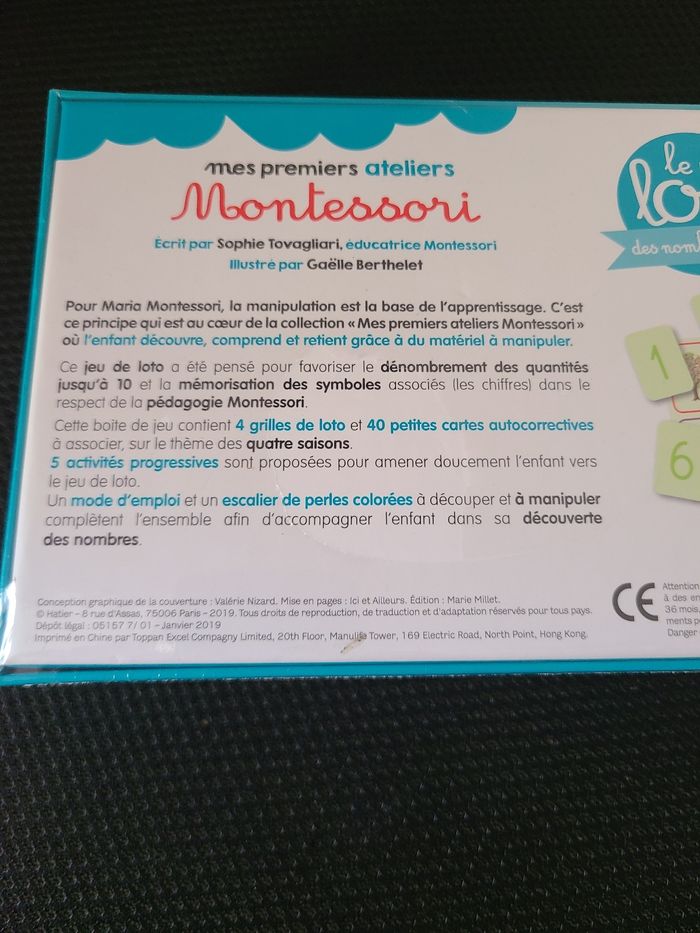 mes premiers ateliers
Montessori
Écrit par Sophie Tovagliari, éducatrice Montessori
Illustré par Gaëlle Berthelet
Pour Maria Montessori, la manipulation est la base de l'apprentissage. C'est
ce principe qui est au cœur de la collection « Mes premiers ateliers Montessori »
où l'enfant découvre, comprend et retient grâce à du matériel à manipuler.
Ce jeu de loto a été pensé pour favoriser le dénombrement des quantités
jusqu'à 10 et la mémorisation des symboles associés (les chiffres) dans le
respect de la pédagogie Montessori.
Cette boîte de jeu contient 4 grilles de loto et 40 petites cartes autocorrectives
à associer, sur le thème des quatre saisons.
5 activités progressives sont proposées pour amener doucement l'enfant vers
le jeu de loto.
Un mode d'emploi et un escalier de perles colorées à découper et à manipuler
complètent l'ensemble afin d'accompagner l'enfant dans sa découverte
des nombres.
Conception graphique de la couverture : Valérie Nizard. Mise en pages : Ici et Ailleurs. Édition : Marie Millet.
© Hatier – 8 rue d'Assas, 75006 Paris – 2019. Tous droits de reproduction, de traduction et d'adaptation réservés pour tous pays.
Dépôt légal : 05157 7/ 01 – Janvier 2019
Imprimé en Chine par Toppan Excel Compagny Limited, 20th Floor, Manulife Tower, 169 Electric Road, North Point, Hong Kong.
le
lo
des nom
1
6
CE
Attention
à des en
36 mois.
ments p
Danger